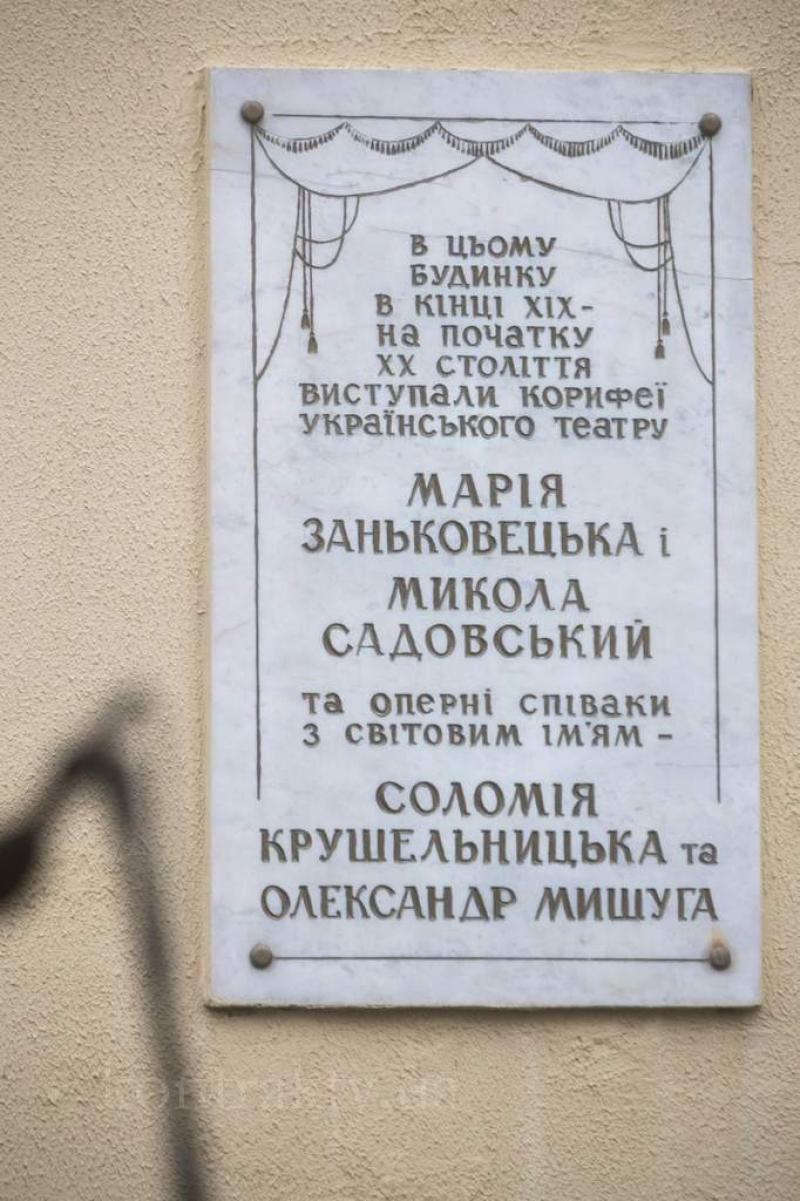 В ЦЬОМУ
БУДИНКУ
В КІНЦІ XIX-
НА ПОЧАТКУ
XX СТОЛІТТЯ
ВИСТУПАЛИ КОРИФЕЇ
УКРАЇНСЬКОГО ТЕАТРУ
МАРІЯ
ЗАНЬКОВЕЦЬКА і
МИКОЛА
САДОВСЬКИЙ
та оперні співаки
з світовим ім'ям –
СОЛОМІЯ
КРУШЕЛЬНИЦЬКА та
ОЛЕКСАНДР МИШУГА